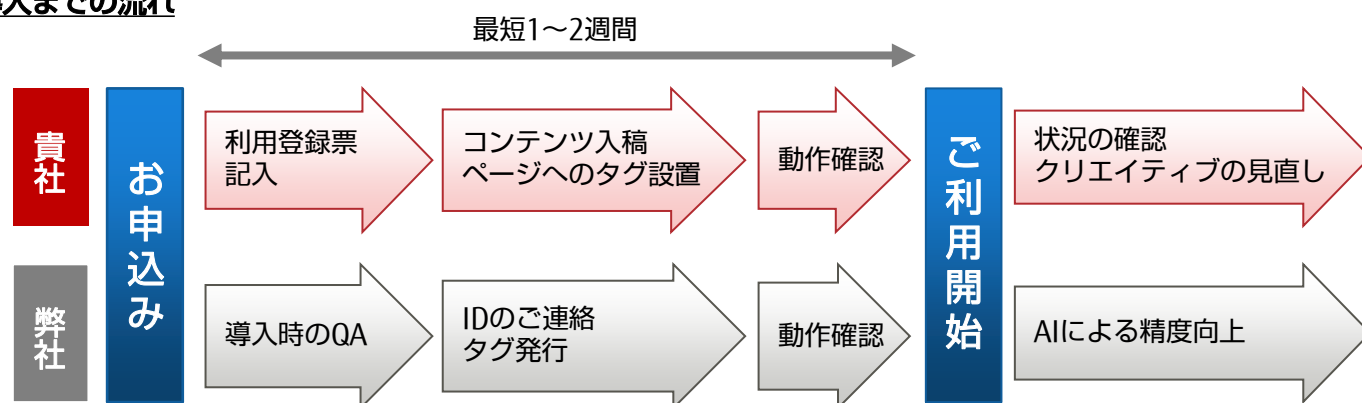 導入までの流れ
最短1～2週間
貴社
お申込み
利用登録票
記入
コンテンツ入稿
ページへのタグ設置
動作確認
ご利用開始
状況の確認
クリエイティブの見直し
弊社
導入時のQA
IDのご連絡
タグ発行
動作確認
AIによる精度向上